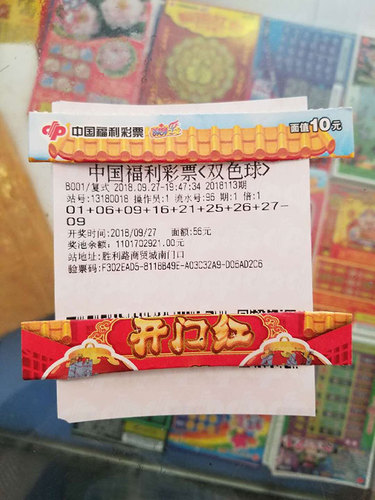 中国福利彩票
面值10元
中国福利彩票<双色球>
B001/复式 2018.09.27-15:47:34 2018113期
站号:13180018 操作员:1 流水号:95 期:1 倍:1
01+06+09+16+21+25+26+27-
09
开奖时间:2018/09/27 面额:56元
奖池余额:1101702921.00元
站地址:胜利路商贸城南门口
验票码:F302EAD5-8116B49E-A03C32A9-DD5AD2C6
开门红